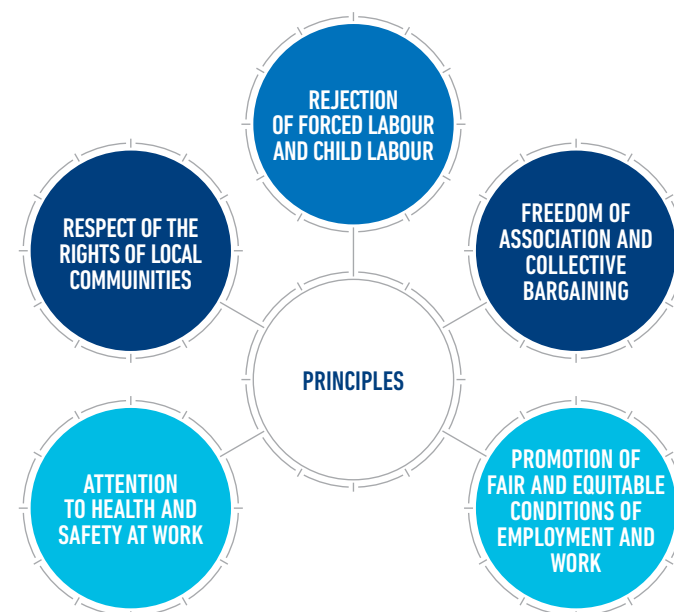 REJECTION
OF FORCED LABOUR
AND CHILD LABOUR
RESPECT OF THE
RIGHTS OF LOCAL
COMMUINITIES
FREEDOM OF
ASSOCIATION AND
COLLECTIVE
BARGAINING
PRINCIPLES
ATTENTION
TO HEALTH AND
SAFETY AT WORK
PROMOTION OF
FAIR AND EQUITABLE
CONDITIONS OF
EMPLOYMENT AND
WORK